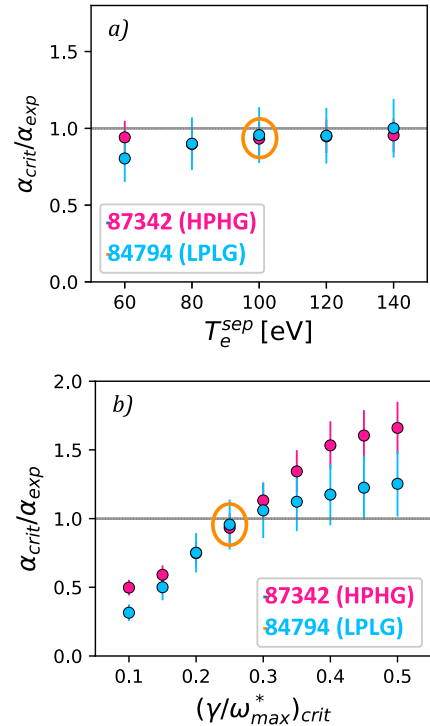 a)
1.5
1.0
0.5
0.0
α_crit/α_exp
87342 (HPHG)
84794 (LPLG)
60 80 100 120 140
T_e^sep [eV]
b)
2.0
1.5
1.0
0.5
0.0
α_crit/α_exp
87342 (HPHG)
84794 (LPLG)
0.1 0.2 0.3 0.4 0.5
(γ/ω*_max)_crit